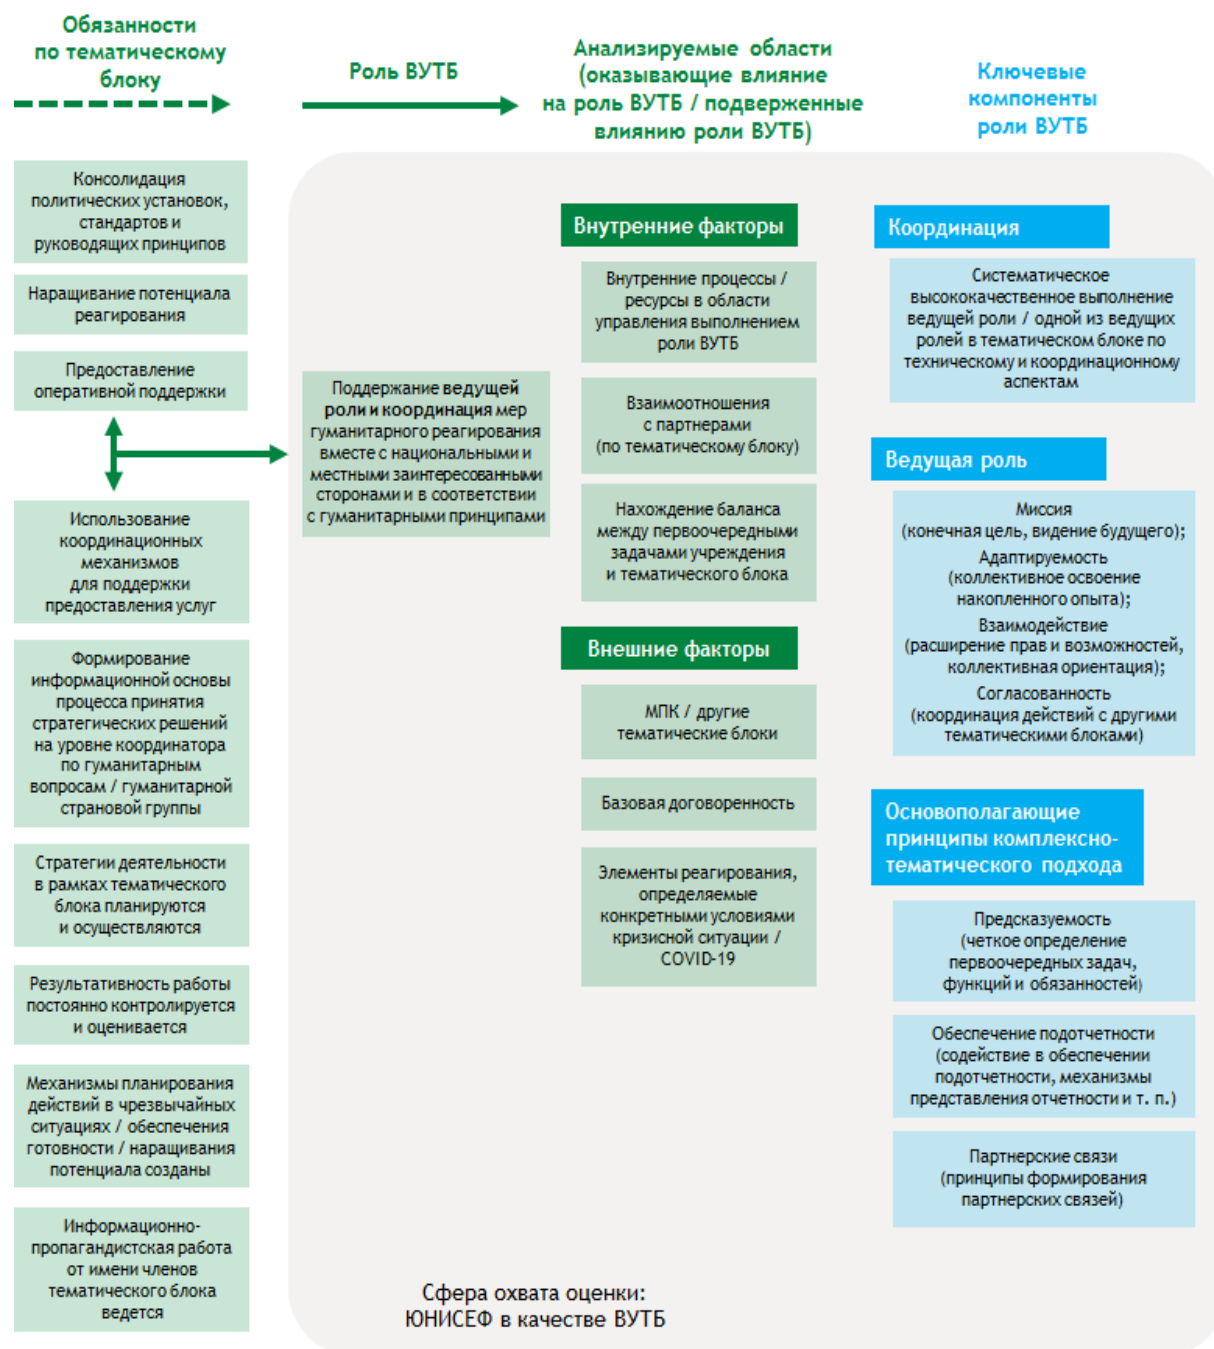 Обязанности
по тематическому
блоку
Роль ВУТБ
Анализируемые области
(оказывающие влияние
на роль ВУТБ / подверженные
влиянию роли ВУТБ)
Ключевые
компоненты
роли ВУТБ
Консолидация
политических установок,
стандартов и
руководящих принципов
Наращивание потенциала
реагирования
Предоставление
оперативной поддержки
Использование
координационных
механизмов
для поддержки
предоставления услуг
Формирование
информационной основы
процесса принятия
стратегических решений
на уровне координатора
по гуманитарным
вопросам / гуманитарной
страновой группы
Стратегии деятельности
в рамках тематического
блока планируются
и осуществляются
Результативность работы
постоянно контролируется
и оценивается
Механизмы планирования
действий в чрезвычайных
ситуациях / обеспечения
готовности / наращивания
потенциала созданы
Информационно-
пропагандистская работа
от имени членов
тематического блока
ведется
Поддержание ведущей
роли и координация мер
гуманитарного реагирования
вместе с национальными и
местными заинтересованными
сторонами и в соответствии
с гуманитарными принципами
Внутренние факторы
Внутренние процессы /
ресурсы в области
управления выполнением
роли ВУТБ
Взаимоотношения
с партнерами
(по тематическому блоку)
Нахождение баланса
между первоочередными
задачами учреждения
и тематического блока
Внешние факторы
МПК / другие
тематические блоки
Базовая договоренность
Элементы реагирования,
определяемые
конкретными условиями
кризисной ситуации /
COVID-19
Координация
Систематическое
высококачественное выполнение
ведущей роли / одной из ведущих
ролей в тематическом блоке по
техническому и координационному
аспектам
Ведущая роль
Миссия
(конечная цель, видение будущего);
Адаптируемость
(коллективное освоение
накопленного опыта);
Взаимодействие
(расширение прав и возможностей,
коллективная ориентация);
Согласованность
(координация действий с другими
тематическими блоками)
Основополагающие
принципы комплексно-
тематического подхода
Предсказуемость
(четкое определение
первоочередных задач,
функций и обязанностей)
Обеспечение подотчетности
(содействие в обеспечении
подотчетности, механизмы
представления отчетности и т. п.)
Партнерские связи
(принципы формирования
партнерских связей)
Сфера охвата оценки:
ЮНИСЕФ в качестве ВУТБ